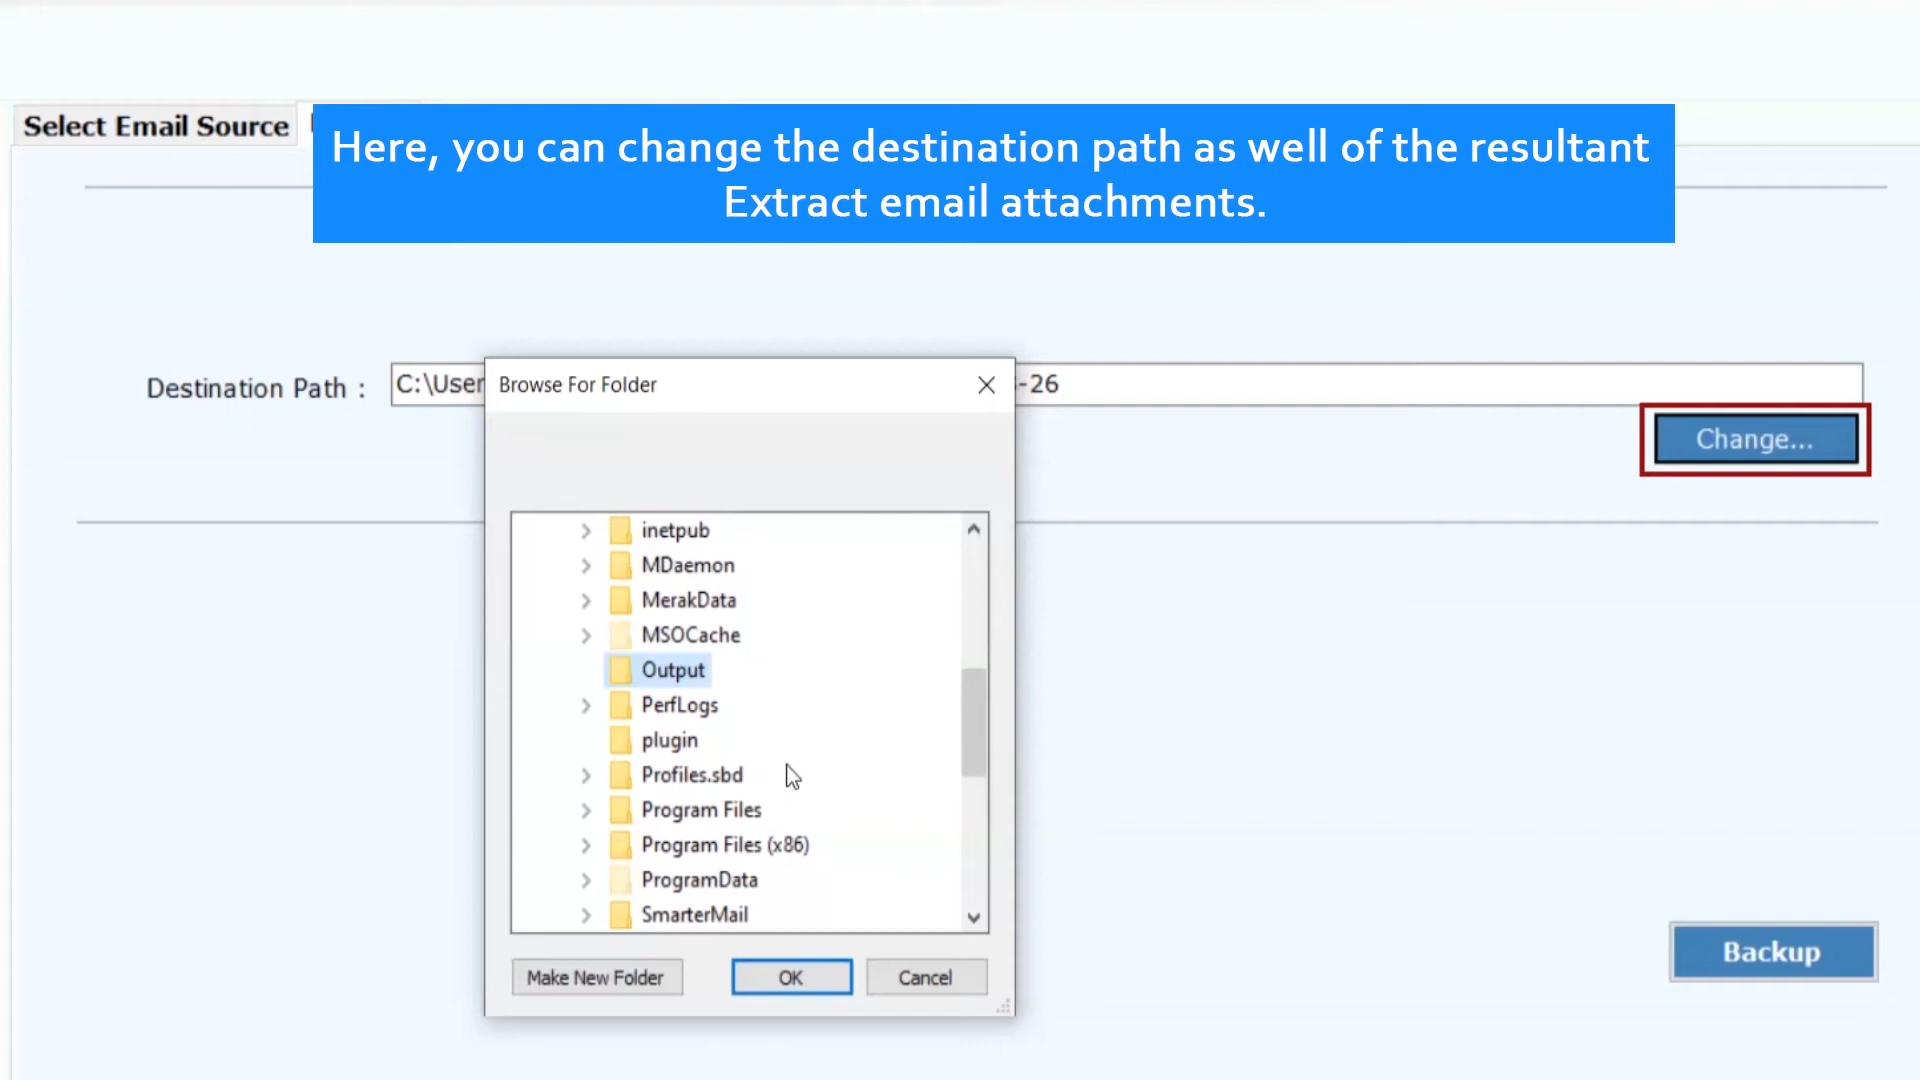 Select Email Source
Here, you can change the destination path as well of the resultant
Extract email attachments.
Destination Path :
C:\User
-26
Browse For Folder
Change...
inetpub
MDaemon
MerakData
MSOCache
Output
PerfLogs
plugin
Profiles.sbd
Program Files
Program Files (x86)
ProgramData
SmarterMail
Make New Folder
OK
Cancel
Backup